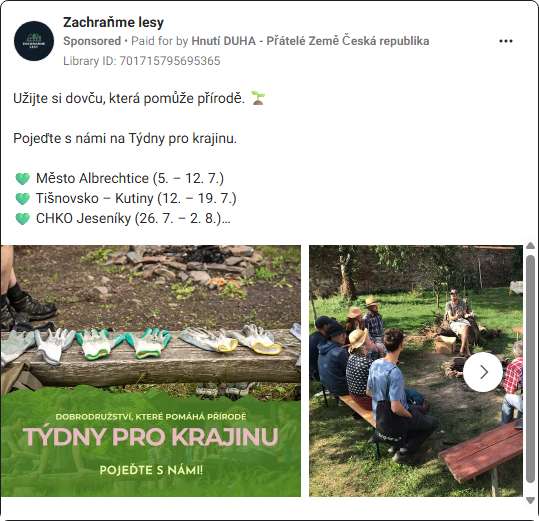 Zachraňme lesy
Sponsored • Paid for by Hnutí DUHA - Přátelé Země Česká republika
Library ID: 701715795695365
Užijte si dovču, která pomůže přírodě. 🌱
Pojeďte s námi na Týdny pro krajinu.
💚 Město Albrechtice (5. – 12. 7.)
💚 Tišnovsko – Kutiny (12. – 19. 7.)
💚 CHKO Jeseníky (26. 7. – 2. 8.)...
DOBRODRUŽSTVÍ, KTERÉ POMÁHÁ PŘÍRODĚ
TÝDNY PRO KRAJINU
POJEĎTE S NÁMI!